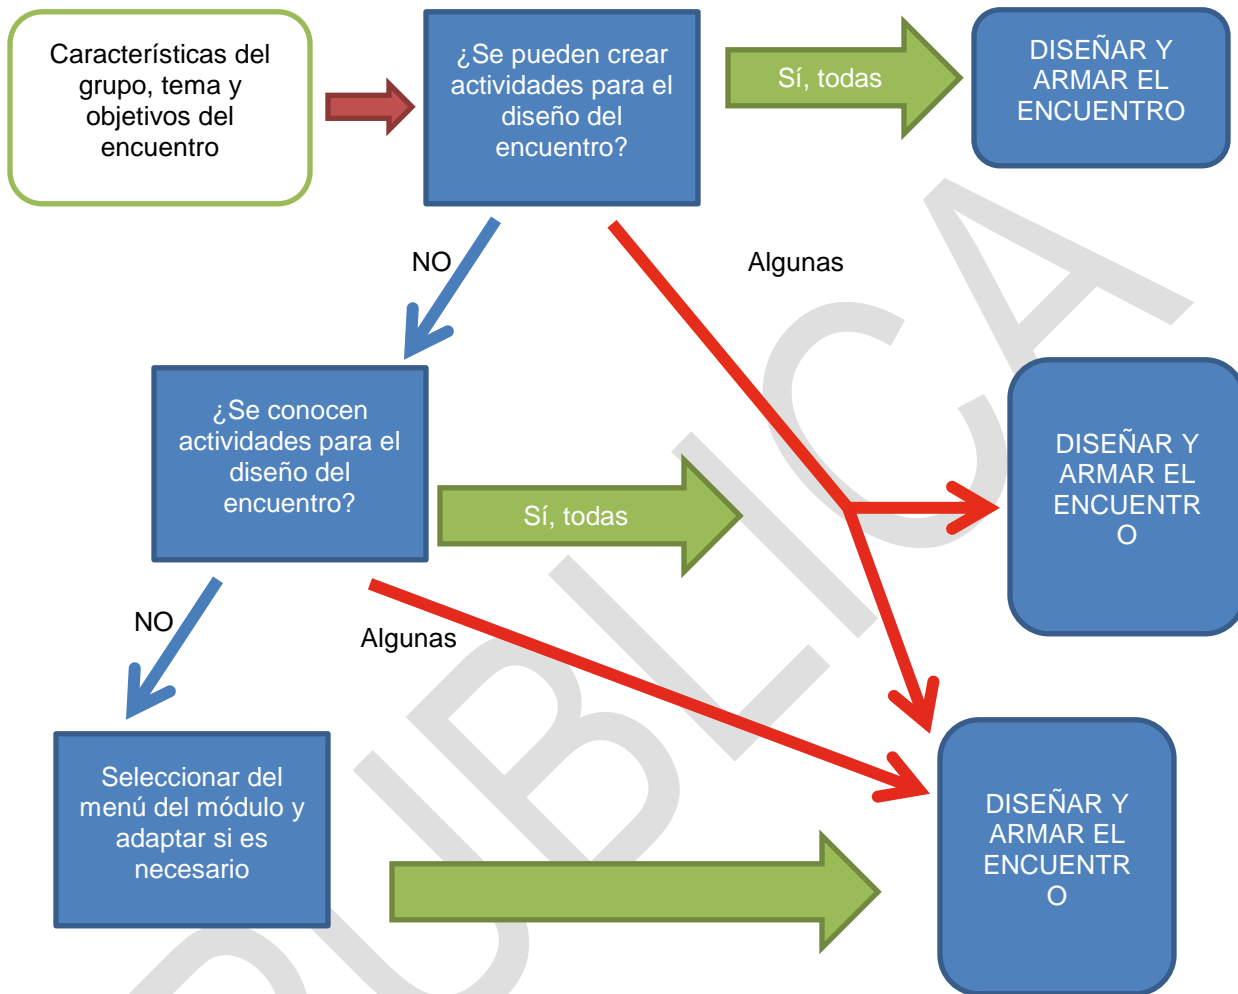 Características del
grupo, tema y
objetivos del
encuentro
¿Se pueden crear
actividades para el
diseño del
encuentro?
Sí, todas
DISEÑAR Y
ARMAR EL
ENCUENTRO
NO
Algunas
¿Se conocen
actividades para el
diseño del
encuentro?
Sí, todas
DISEÑAR Y
ARMAR EL
ENCUENTR
O
NO
Algunas
Seleccionar del
menú del módulo y
adaptar si es
necesario
DISEÑAR Y
ARMAR EL
ENCUENTR
O
PUBLICA